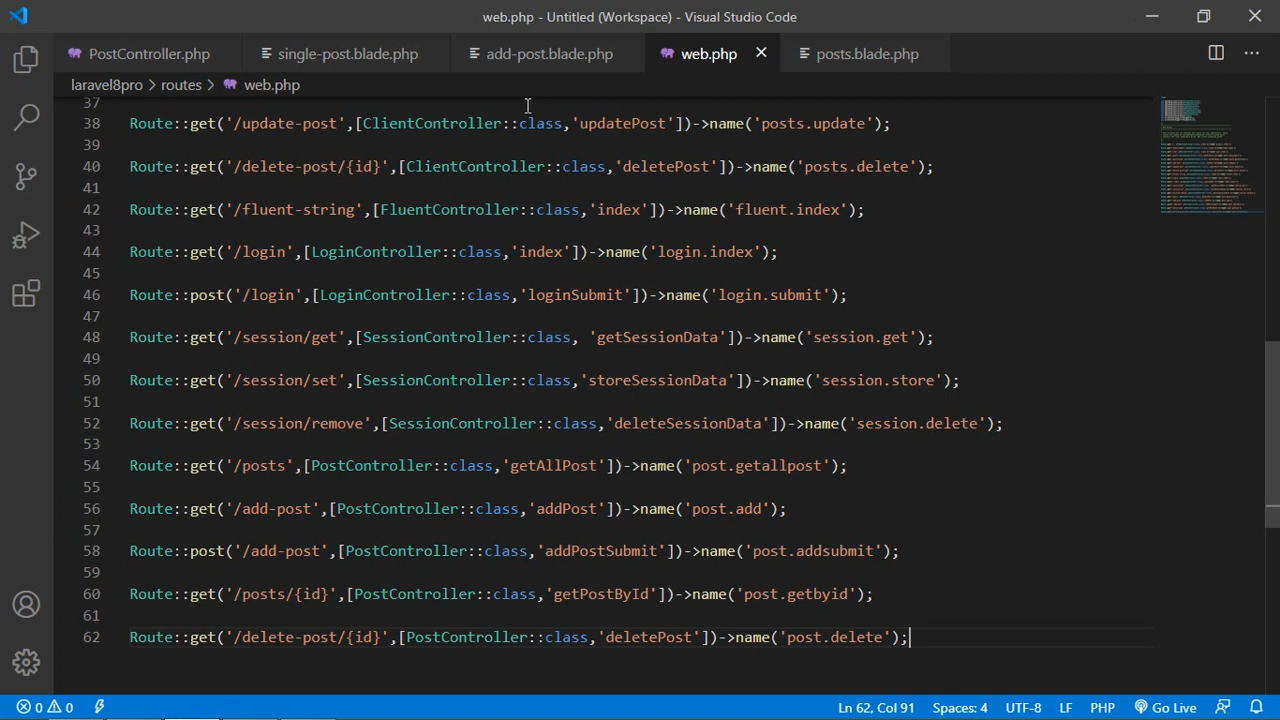 web.php - Untitled (Workspace) - Visual Studio Code
PostController.php single-post.blade.php add-post.blade.php web.php posts.blade.php
laravel8pro > routes > web.php
37
38 Route::get('/update-post',[ClientController::class,'updatePost'])->name('posts.update');
39
40 Route::get('/delete-post/{id}',[ClientController::class,'deletePost'])->name('posts.delete');
41
42 Route::get('/fluent-string',[FluentController::class,'index'])->name('fluent.index');
43
44 Route::get('/login',[LoginController::class,'index'])->name('login.index');
45
46 Route::post('/login',[LoginController::class,'loginSubmit'])->name('login.submit');
47
48 Route::get('/session/get',[SessionController::class, 'getSessionData'])->name('session.get');
49
50 Route::get('/session/set',[SessionController::class,'storeSessionData'])->name('session.store');
51
52 Route::get('/session/remove',[SessionController::class,'deleteSessionData'])->name('session.delete');
53
54 Route::get('/posts',[PostController::class,'getAllPost'])->name('post.getallpost');
55
56 Route::get('/add-post',[PostController::class,'addPost'])->name('post.add');
57
58 Route::post('/add-post',[PostController::class,'addPostSubmit'])->name('post.addsubmit');
59
60 Route::get('/posts/{id}',[PostController::class,'getPostById'])->name('post.getbyid');
61
62 Route::get('/delete-post/{id}',[PostController::class,'deletePost'])->name('post.delete');
0 0 Ln 62, Col 91 Spaces: 4 UTF-8 LF PHP Go Live